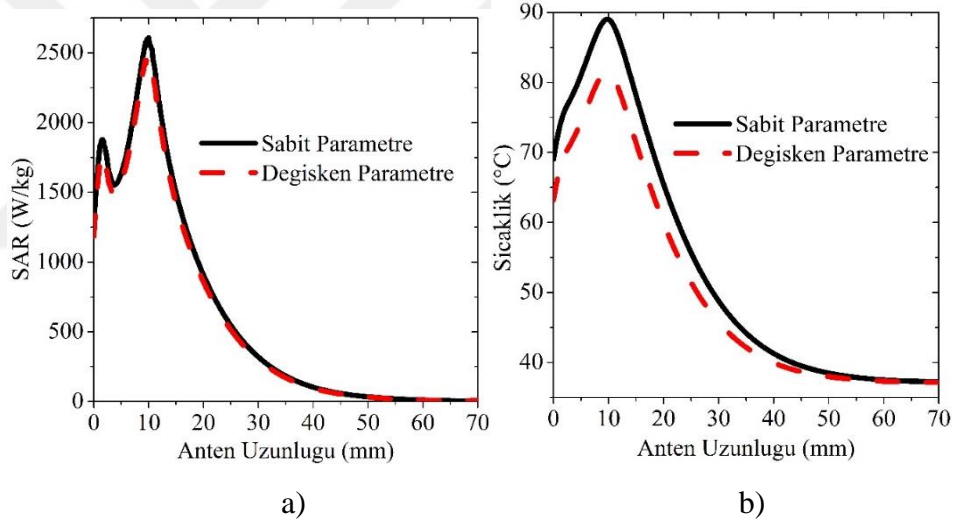 2500
2000
1500
1000
500
0
SAR (W/kg)
Sabit Parametre
Degisken Parametre
0 10 20 30 40 50 60 70
Anten Uzunlugu (mm)
a)
90
80
70
60
50
40
Sicaklik (°C)
Sabit Parametre
Degisken Parametre
0 10 20 30 40 50 60 70
Anten Uzunlugu (mm)
b)